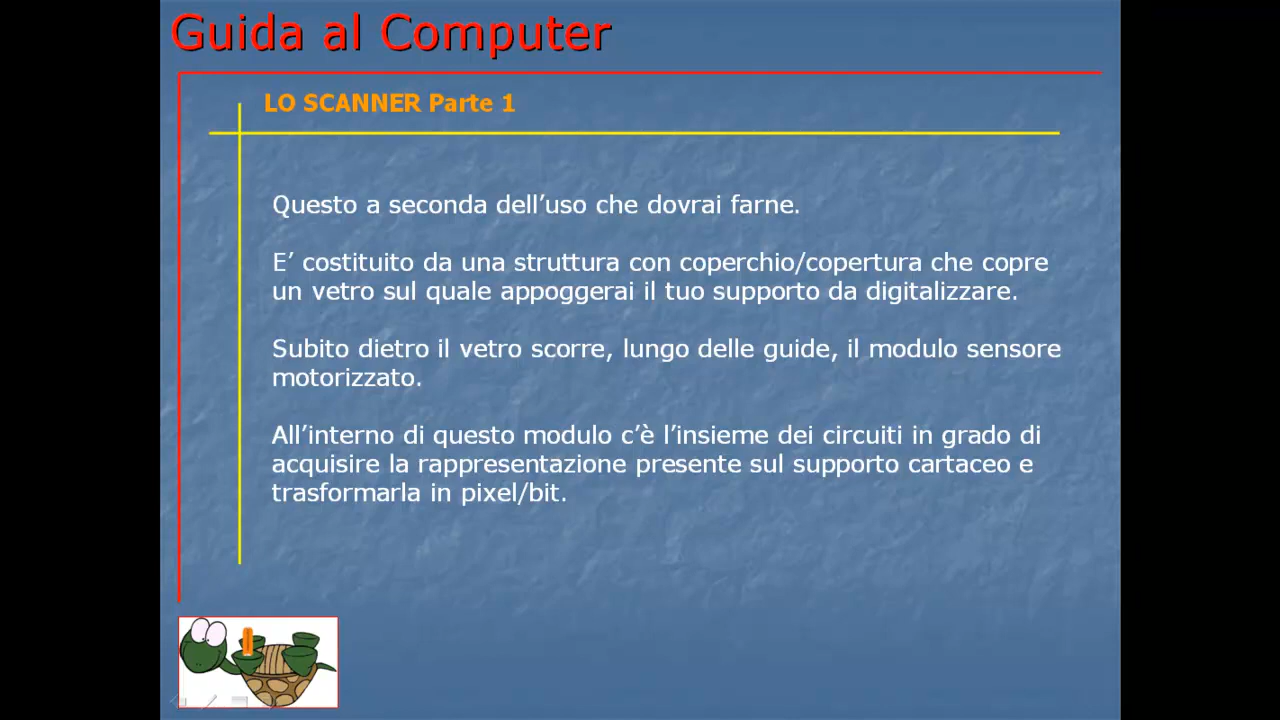 Guida al Computer
LO SCANNER Parte 1
Questo a seconda dell’uso che dovrai farne.
E’ costituito da una struttura con coperchio/copertura che copre
un vetro sul quale appoggerai il tuo supporto da digitalizzare.
Subito dietro il vetro scorre, lungo delle guide, il modulo sensore
motorizzato.
All’interno di questo modulo c’è l’insieme dei circuiti in grado di
acquisire la rappresentazione presente sul supporto cartaceo e
trasformarla in pixel/bit.